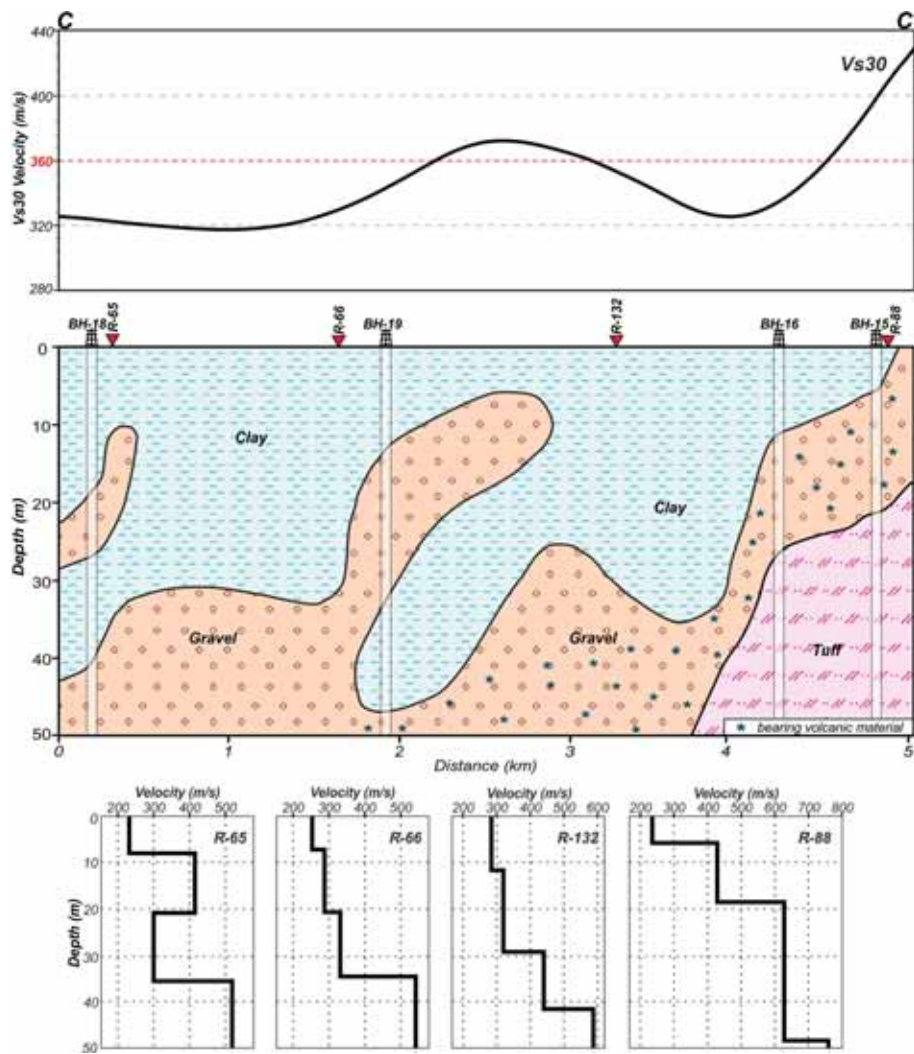 C C
440
Vs30
400
Vs30 Velocity (m/s)
360
320
280
BH-18 R-65 R-66 BH-19 R-132 BH-16 BH-15 R-88
0
10
Clay
20
Clay
Depth (m)
30
Gravel Gravel
40
Tuff
bearing volcanic material
50
0 1 2 3 4 5
Distance (km)
Velocity (m/s) Velocity (m/s) Velocity (m/s) Velocity (m/s)
200 300 400 500 200 300 400 500 200 300 400 500 600 200 300 400 500 600 700 800
0
R-65 R-66 R-132 R-88
10
20
Depth (m)
30
40
50